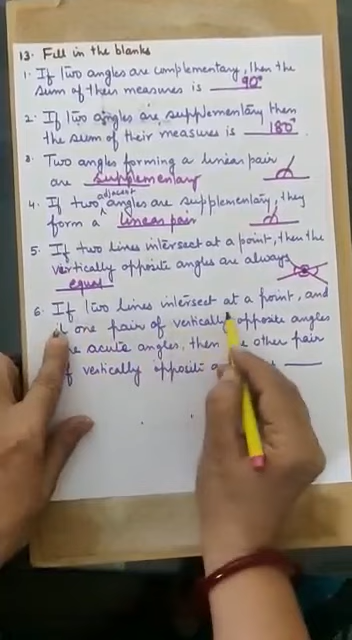 13. Fill in the blanks
1. If two angles are complementary, then the
sum of their measures is 90°
2. If two angles are supplementary then
the sum of their measures is 180°.
3. Two angles forming a linear pair
are supplementary
adjacent
4. If two ^ angles are supplementary, they
form a linear pair
5. If two lines intersect at a point, then the
vertically opposite angles are always
equal
6. If two lines intersect at a point, and
one pair of vertically opposite angles
acute angles, then other pair
vertically opposite